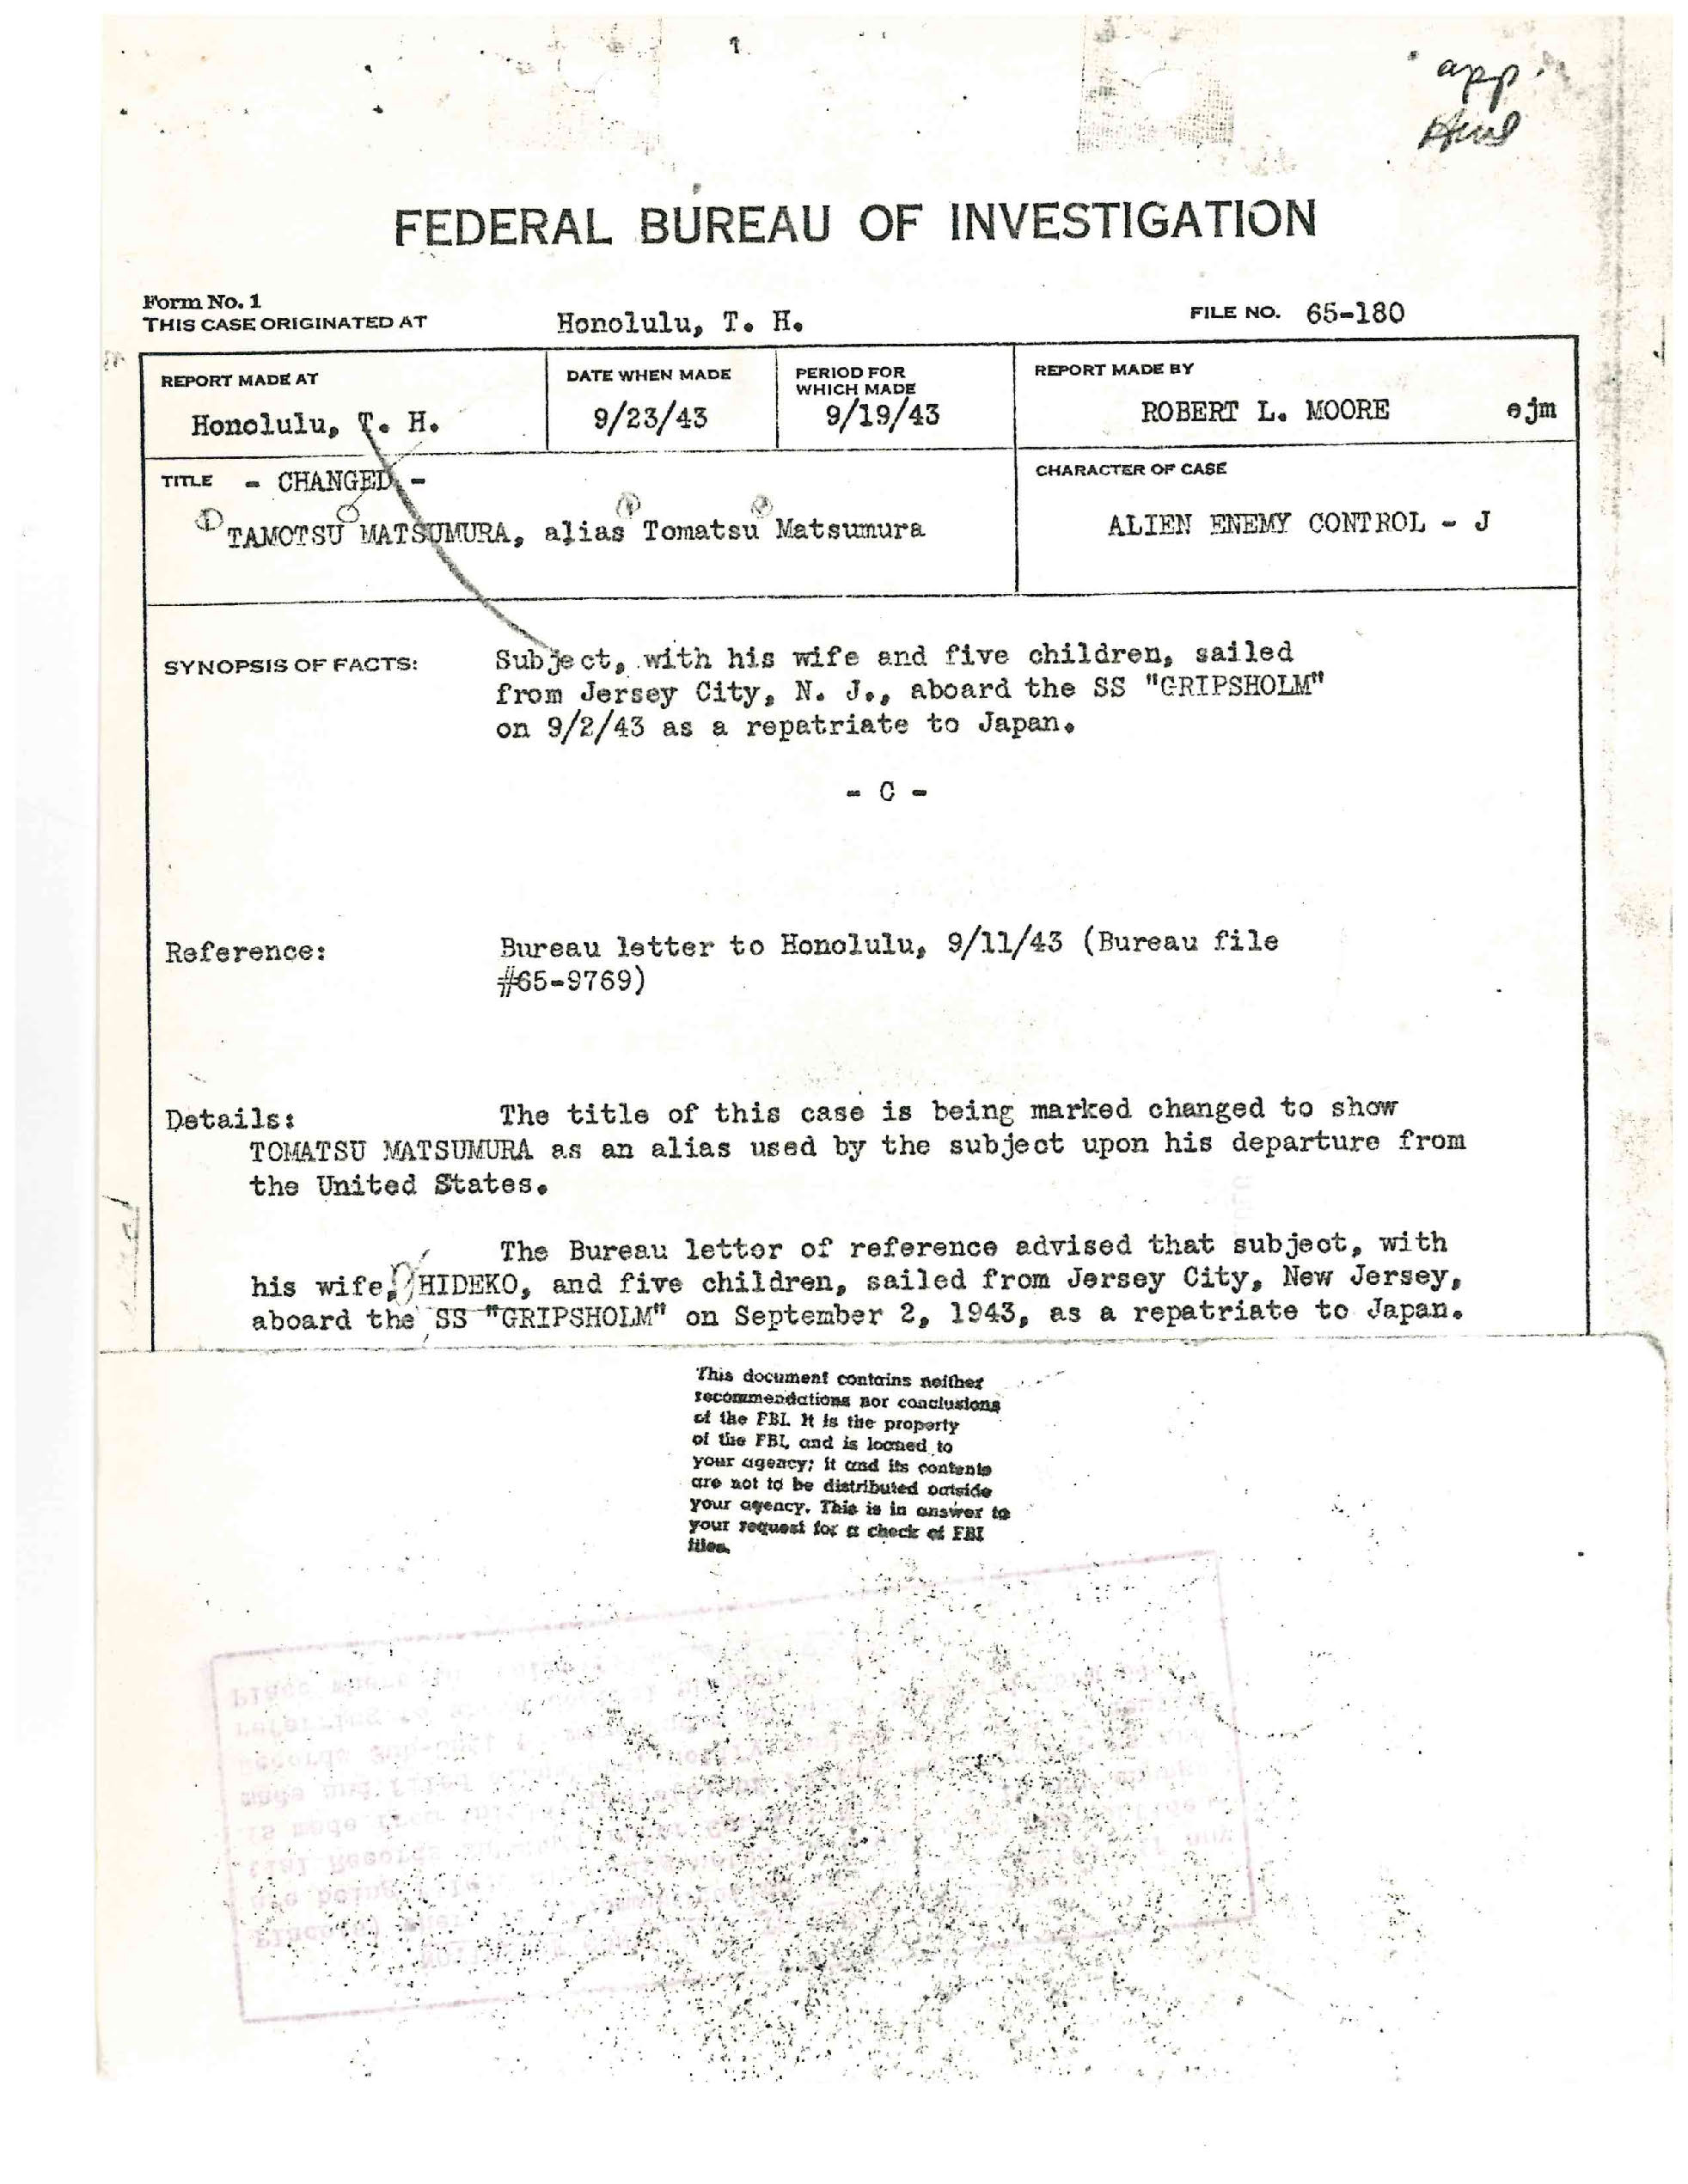 app
FEDERAL BUREAU OF INVESTIGATION
Form No. 1
THIS CASE ORIGINATED AT Honolulu, T. H. FILE NO. 65-180
REPORT MADE AT DATE WHEN MADE PERIOD FOR WHICH MADE REPORT MADE BY
Honolulu, T. H. 9/23/43 9/19/43 ROBERT L. MOORE ejm
TITLE - CHANGED - CHARACTER OF CASE
TAMOTSU MATSUMURA, alias Tomatsu Matsumura ALIEN ENEMY CONTROL - J
SYNOPSIS OF FACTS: Subject, with his wife and five children, sailed
from Jersey City, N. J., aboard the SS "GRIPSHOLM"
on 9/2/43 as a repatriate to Japan.
- C -
Reference: Bureau letter to Honolulu, 9/11/43 (Bureau file
#65-9769)
Details: The title of this case is being marked changed to show
TOMATSU MATSUMURA as an alias used by the subject upon his departure from
the United States.
The Bureau letter of reference advised that subject, with
his wife, HIDEKO, and five children, sailed from Jersey City, New Jersey,
aboard the SS "GRIPSHOLM" on September 2, 1943, as a repatriate to Japan.
This document contains neither
recommendations nor conclusions
of the FBI. It is the property
of the FBI, and is loaned to
your agency; it and its contents
are not to be distributed outside
your agency. This is in answer to
your request for a check of FBI
files.